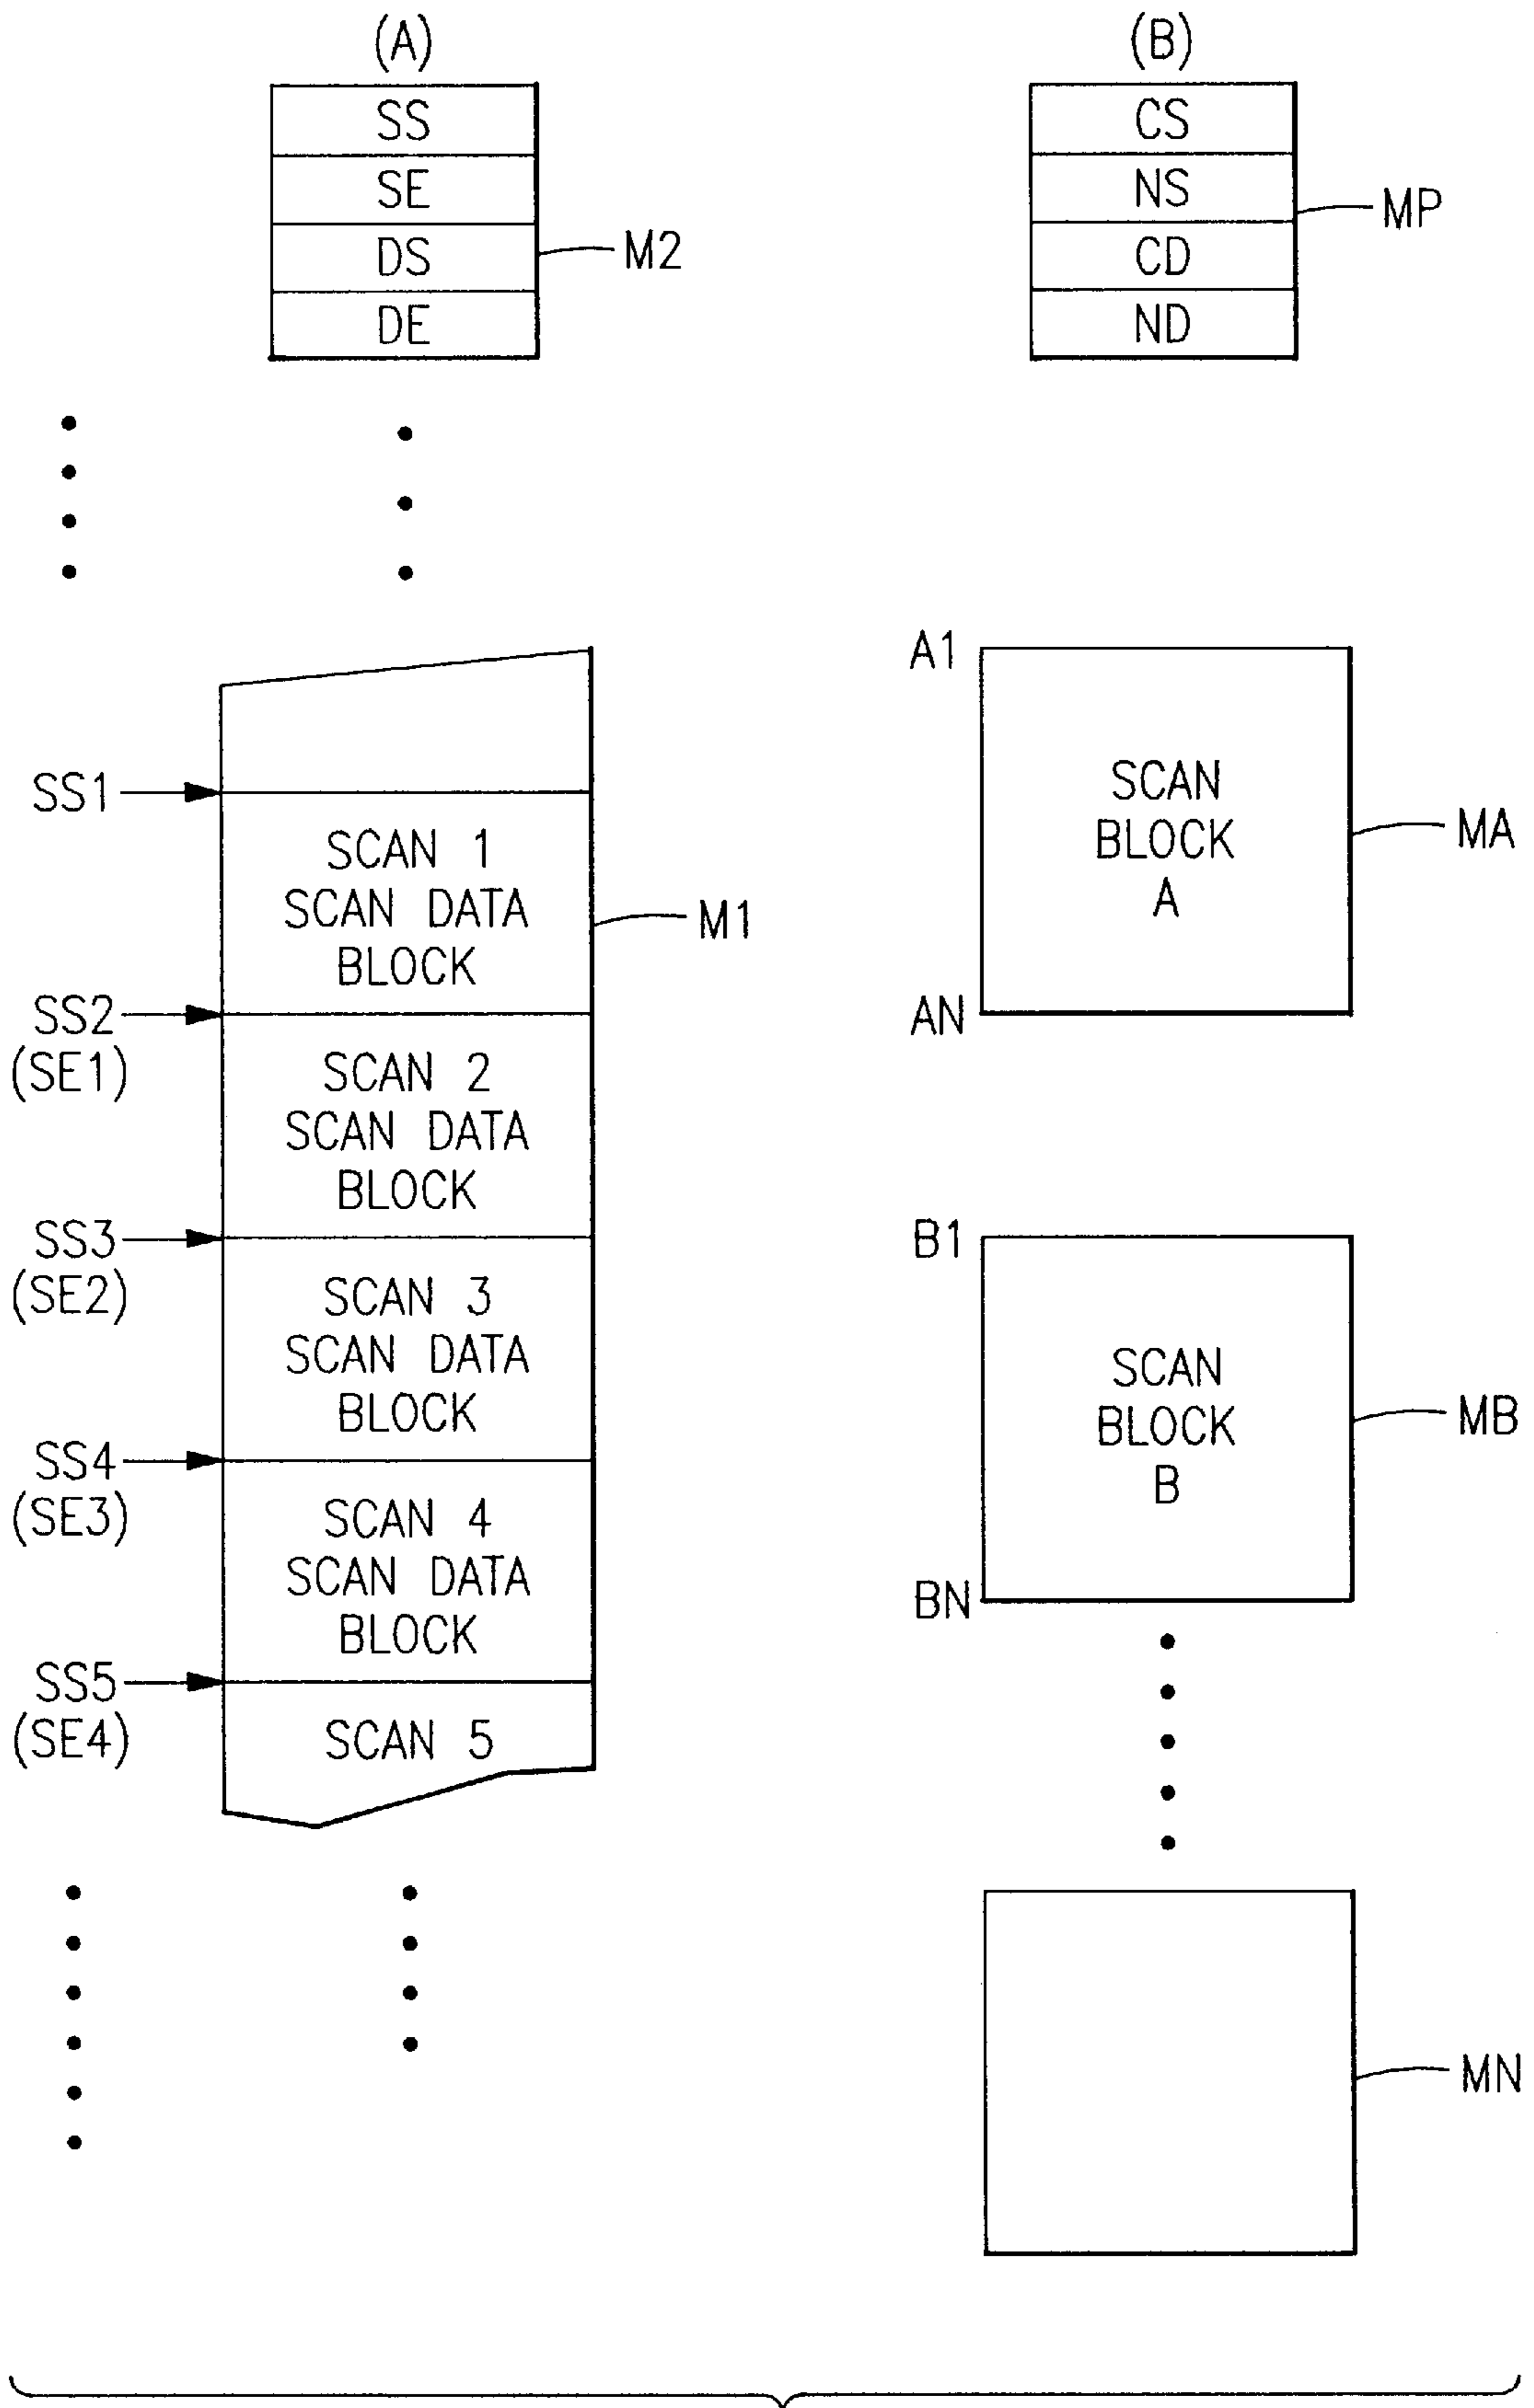 (A)
SS
SE
DS
DE
M2
SS1
SCAN 1
SCAN DATA
BLOCK
M1
SS2
(SE1)
SCAN 2
SCAN DATA
BLOCK
SS3
(SE2)
SCAN 3
SCAN DATA
BLOCK
SS4
(SE3)
SCAN 4
SCAN DATA
BLOCK
SS5
(SE4)
SCAN 5
(B)
CS
NS
CD
ND
MP
A1
SCAN
BLOCK
A
MA
AN
B1
SCAN
BLOCK
B
MB
BN
MN